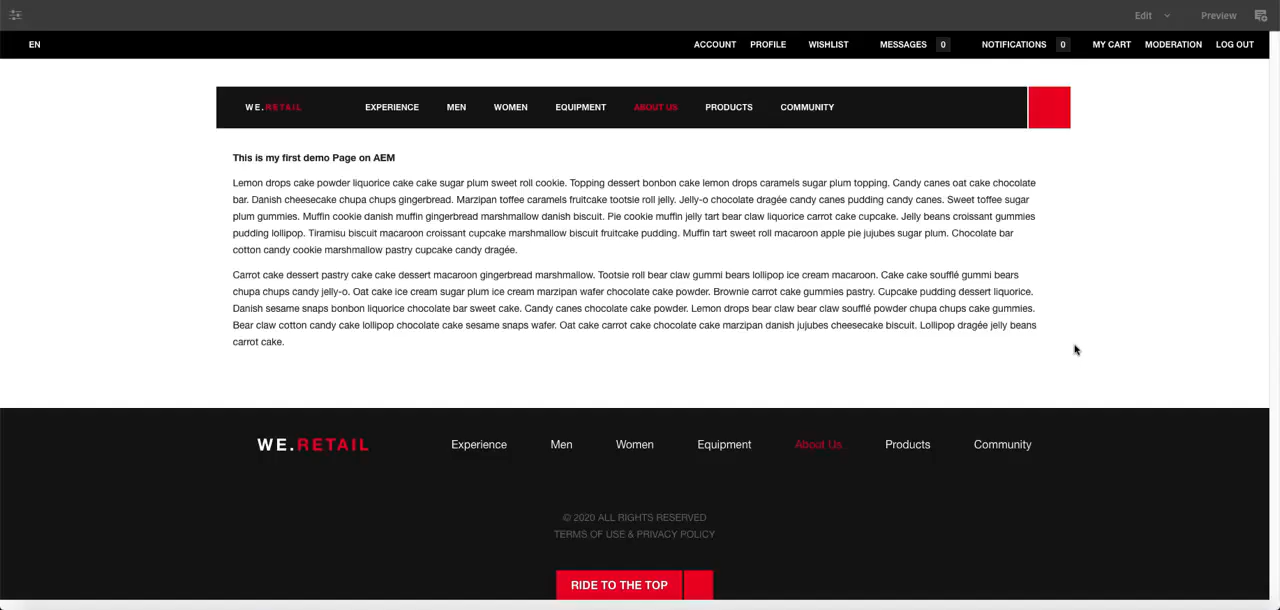 Edit Preview
EN ACCOUNT PROFILE WISHLIST MESSAGES 0 NOTIFICATIONS 0 MY CART MODERATION LOG OUT
WE.RETAIL EXPERIENCE MEN WOMEN EQUIPMENT ABOUT US PRODUCTS COMMUNITY
This is my first demo Page on AEM
Lemon drops cake powder liquorice cake cake sugar plum sweet roll cookie. Topping dessert bonbon cake lemon drops caramels sugar plum topping. Candy canes oat cake chocolate
bar. Danish cheesecake chupa chups gingerbread. Marzipan toffee caramels fruitcake tootsie roll jelly. Jelly-o chocolate dragée candy canes pudding candy canes. Sweet toffee sugar
plum gummies. Muffin cookie danish muffin gingerbread marshmallow danish biscuit. Pie cookie muffin jelly tart bear claw liquorice carrot cake cupcake. Jelly beans croissant gummies
pudding lollipop. Tiramisu biscuit macaroon croissant cupcake marshmallow biscuit fruitcake pudding. Muffin tart sweet roll macaroon apple pie jujubes sugar plum. Chocolate bar
cotton candy cookie marshmallow pastry cupcake candy dragée.
Carrot cake dessert pastry cake cake dessert macaroon gingerbread marshmallow. Tootsie roll bear claw gummi bears lollipop ice cream macaroon. Cake cake soufflé gummi bears
chupa chups candy jelly-o. Oat cake ice cream sugar plum ice cream marzipan wafer chocolate cake powder. Brownie carrot cake gummies pastry. Cupcake pudding dessert liquorice.
Danish sesame snaps bonbon liquorice chocolate bar sweet cake. Candy canes chocolate cake powder. Lemon drops bear claw bear claw soufflé powder chupa chups cake gummies.
Bear claw cotton candy cake lollipop chocolate cake sesame snaps wafer. Oat cake carrot cake chocolate cake marzipan danish jujubes cheesecake biscuit. Lollipop dragée jelly beans
carrot cake.
WE.RETAIL Experience Men Women Equipment About Us Products Community
© 2020 ALL RIGHTS RESERVED
TERMS OF USE & PRIVACY POLICY
RIDE TO THE TOP